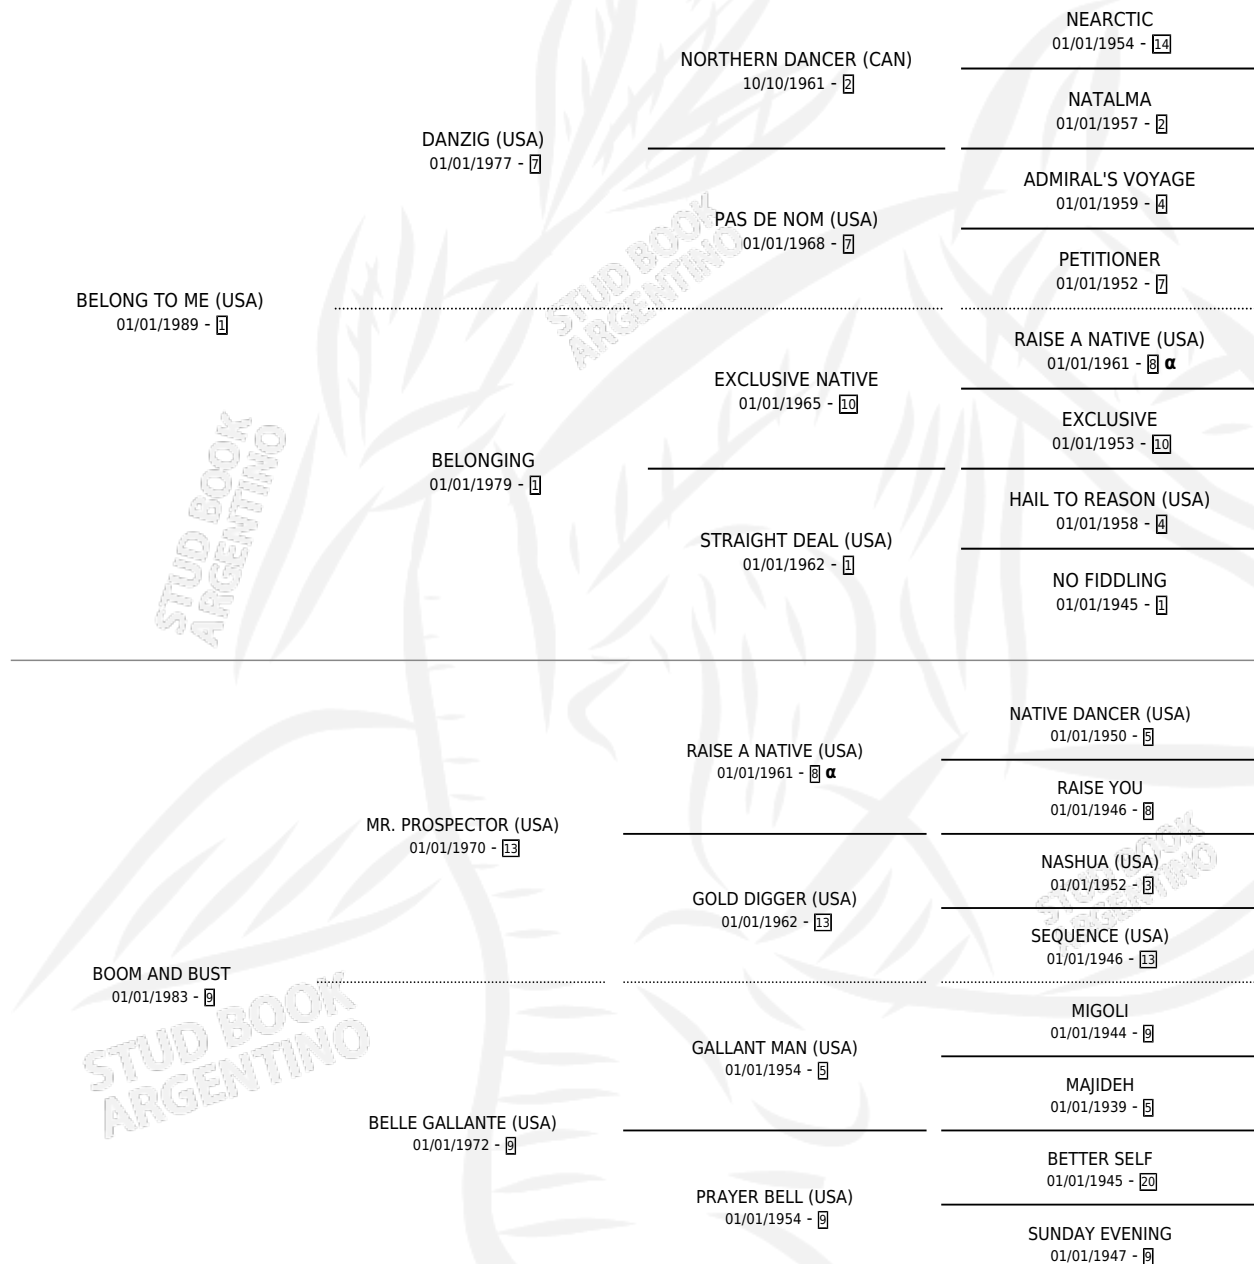 NEARCTIC
01/01/1954 - 14
NORTHERN DANCER (CAN)
10/10/1961 - 2
NATALMA
01/01/1957 - 2
DANZIG (USA)
01/01/1977 - 7
ADMIRAL'S VOYAGE
01/01/1959 - 4
PAS DE NOM (USA)
01/01/1968 - 7
PETITIONER
01/01/1952 - 7
BELONG TO ME (USA)
01/01/1989 - 1
RAISE A NATIVE (USA)
01/01/1961 - 8 α
EXCLUSIVE NATIVE
01/01/1965 - 10
EXCLUSIVE
01/01/1953 - 10
BELONGING
01/01/1979 - 1
HAIL TO REASON (USA)
01/01/1958 - 4
STRAIGHT DEAL (USA)
01/01/1962 - 1
NO FIDDLING
01/01/1945 - 1
NATIVE DANCER (USA)
01/01/1950 - 5
RAISE A NATIVE (USA)
01/01/1961 - 8 α
RAISE YOU
01/01/1946 - 8
MR. PROSPECTOR (USA)
01/01/1970 - 13
NASHUA (USA)
01/01/1952 - 3
GOLD DIGGER (USA)
01/01/1962 - 13
SEQUENCE (USA)
01/01/1946 - 13
BOOM AND BUST
01/01/1983 - 9
MIGOLI
01/01/1944 - 9
GALLANT MAN (USA)
01/01/1954 - 5
MAJIDEH
01/01/1939 - 5
BELLE GALLANTE (USA)
01/01/1972 - 9
BETTER SELF
01/01/1945 - 20
PRAYER BELL (USA)
01/01/1954 - 9
SUNDAY EVENING
01/01/1947 - 9
STUD BOOK
ARGENTINO
STUD BOOK
ARGENTINO
STUD BOOK
ARGENTINO
STUD BOOK
ARGENTINO